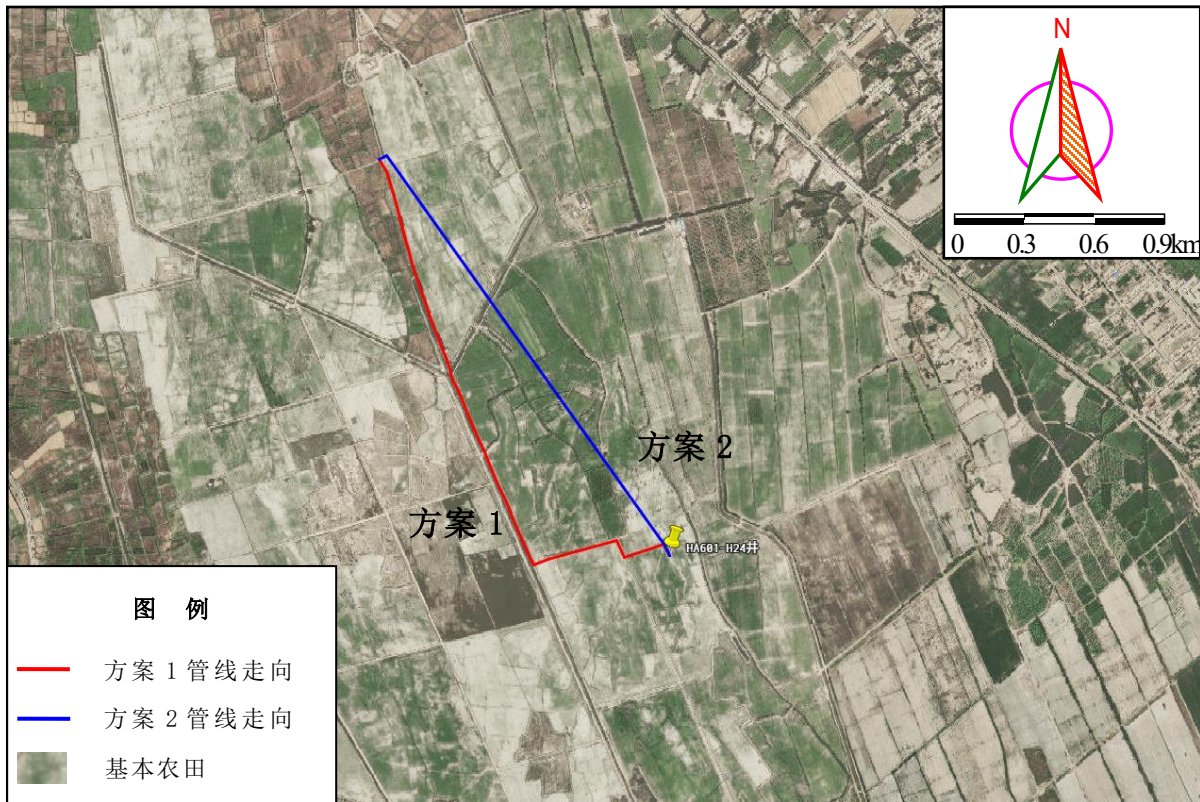 N
0 0.3 0.6 0.9km
方案 2
方案 1
HA601-H24井
图 例
方案 1 管线走向
方案 2 管线走向
基本农田